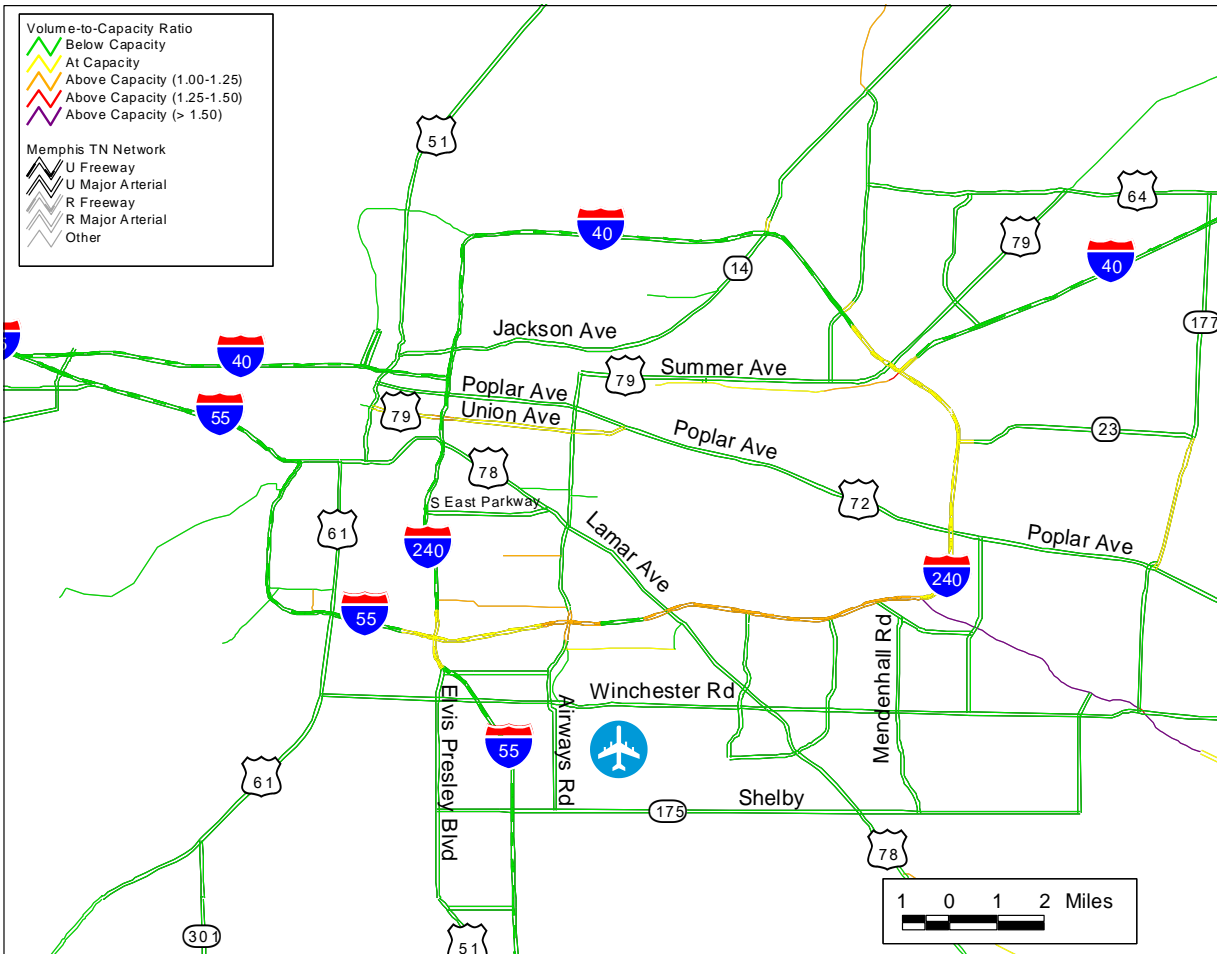 Volume-to-Capacity Ratio
Below Capacity
At Capacity
Above Capacity (1.00-1.25)
Above Capacity (1.25-1.50)
Above Capacity (> 1.50)
Memphis TN Network
U Freeway
U Major Arterial
R Freeway
R Major Arterial
Other
51
64
40
79
40
14
177
Jackson Ave
40
Summer Ave
79
Poplar Ave
55
79
Union Ave
Poplar Ave
23
78
S East Parkway
72
61
Lamar Ave
Poplar Ave
240
240
55
Mendenhall Rd
Winchester Rd
Elvis Presley Blvd
Airways Rd
55
61
Shelby
175
78
1 0 1 2 Miles
301
51